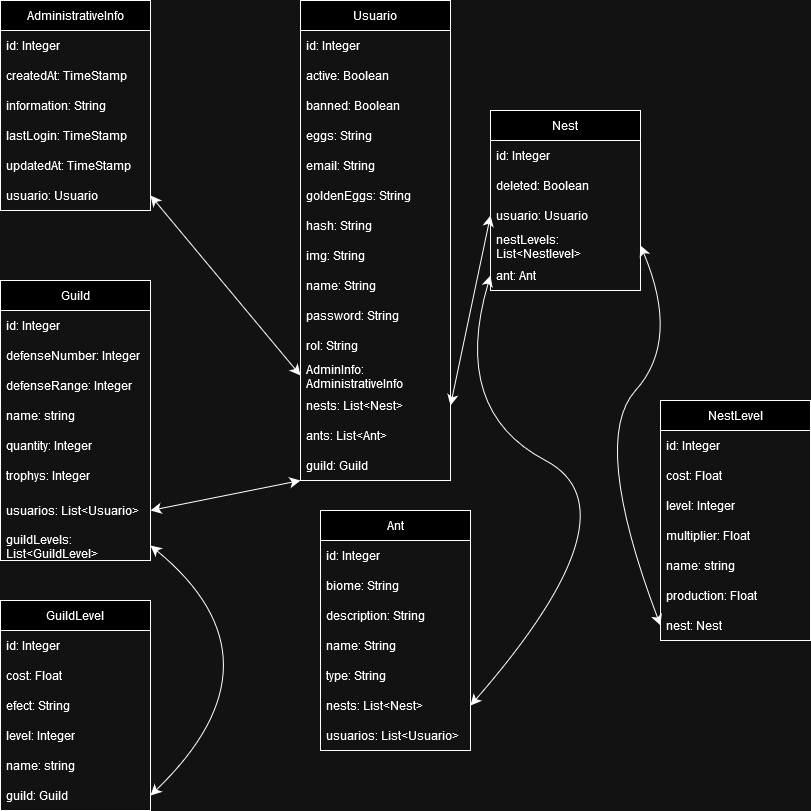 AdministrativeInfo
id: Integer
createdAt: TimeStamp
information: String
lastLogin: TimeStamp
updatedAt: TimeStamp
usuario: Usuario
Usuario
id: Integer
active: Boolean
banned: Boolean
eggs: String
email: String
goldenEggs: String
hash: String
img: String
name: String
password: String
rol: String
AdminInfo:
AdministrativeInfo
nests: List<Nest>
ants: List<Ant>
guild: Guild
Nest
id: Integer
deleted: Boolean
usuario: Usuario
nestLevels:
List<Nestlevel>
ant: Ant
Guild
id: Integer
defenseNumber: Integer
defenseRange: Integer
name: string
quantity: Integer
trophys: Integer
usuarios: List<Usuario>
guildLevels:
List<GuildLevel>
NestLevel
id: Integer
cost: Float
level: Integer
multiplier: Float
name: string
production: Float
nest: Nest
Ant
id: Integer
biome: String
description: String
name: String
type: String
nests: List<Nest>
usuarios: List<Usuario>
GuildLevel
id: Integer
cost: Float
efect: String
level: Integer
name: string
guild: Guild